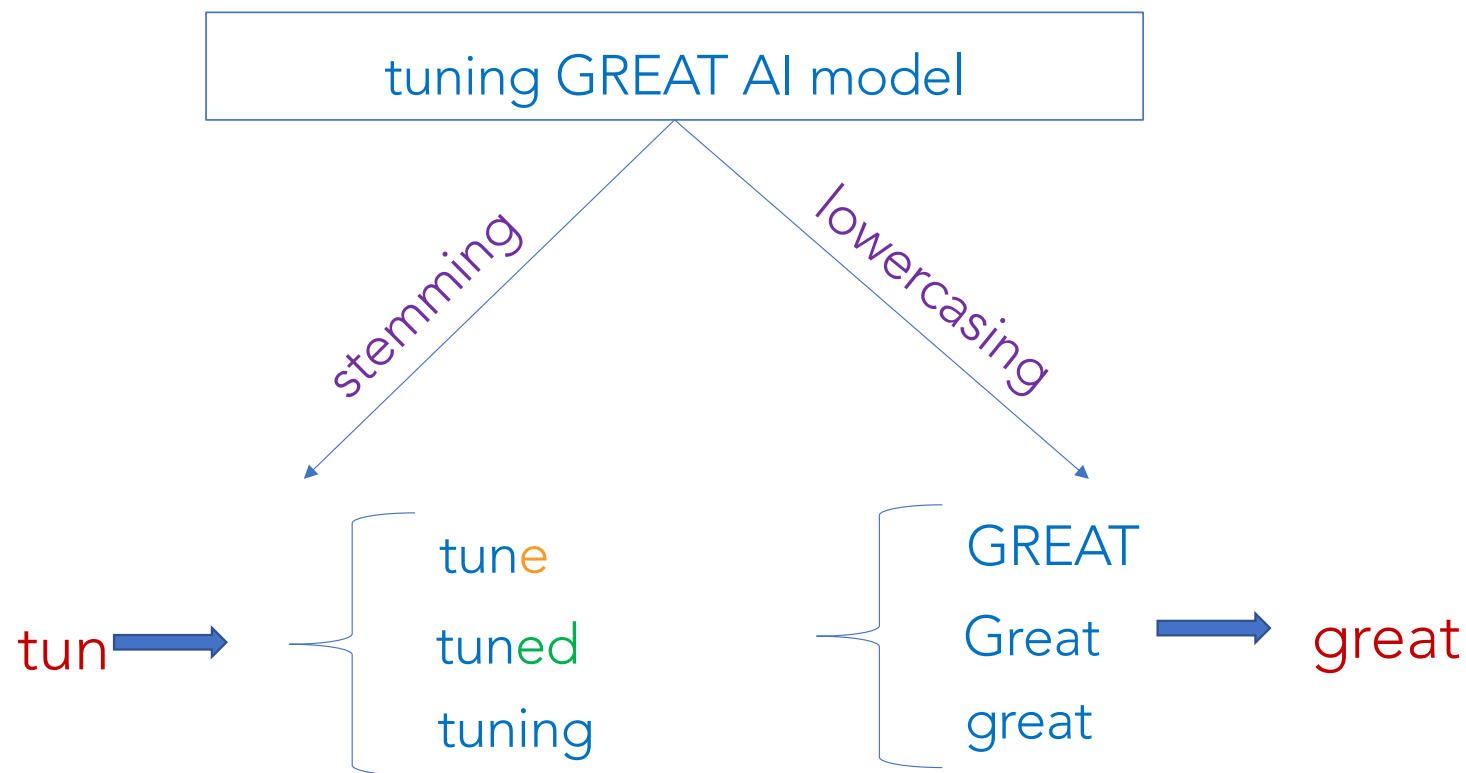 tuning GREAT AI model
stemming
lowercasing
tun
tune
tuned
tuning
GREAT
Great
great
great